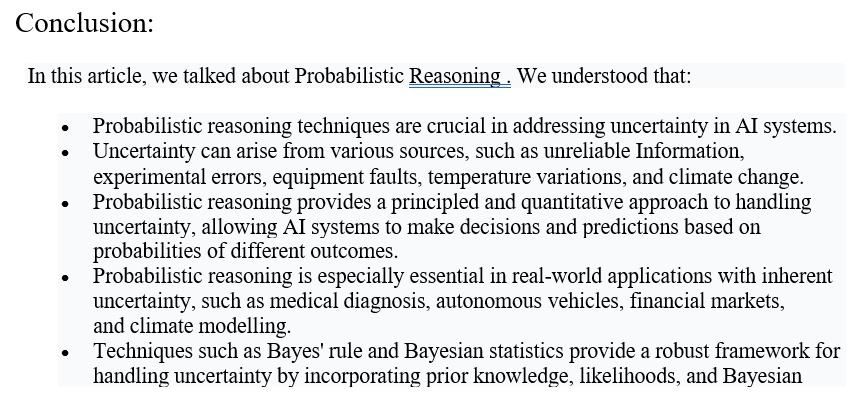 Conclusion:
In this article, we talked about Probabilistic Reasoning . We understood that:
• Probabilistic reasoning techniques are crucial in addressing uncertainty in AI systems.
• Uncertainty can arise from various sources, such as unreliable Information,
experimental errors, equipment faults, temperature variations, and climate change.
• Probabilistic reasoning provides a principled and quantitative approach to handling
uncertainty, allowing AI systems to make decisions and predictions based on
probabilities of different outcomes.
• Probabilistic reasoning is especially essential in real-world applications with inherent
uncertainty, such as medical diagnosis, autonomous vehicles, financial markets,
and climate modelling.
• Techniques such as Bayes' rule and Bayesian statistics provide a robust framework for
handling uncertainty by incorporating prior knowledge, likelihoods, and Bayesian